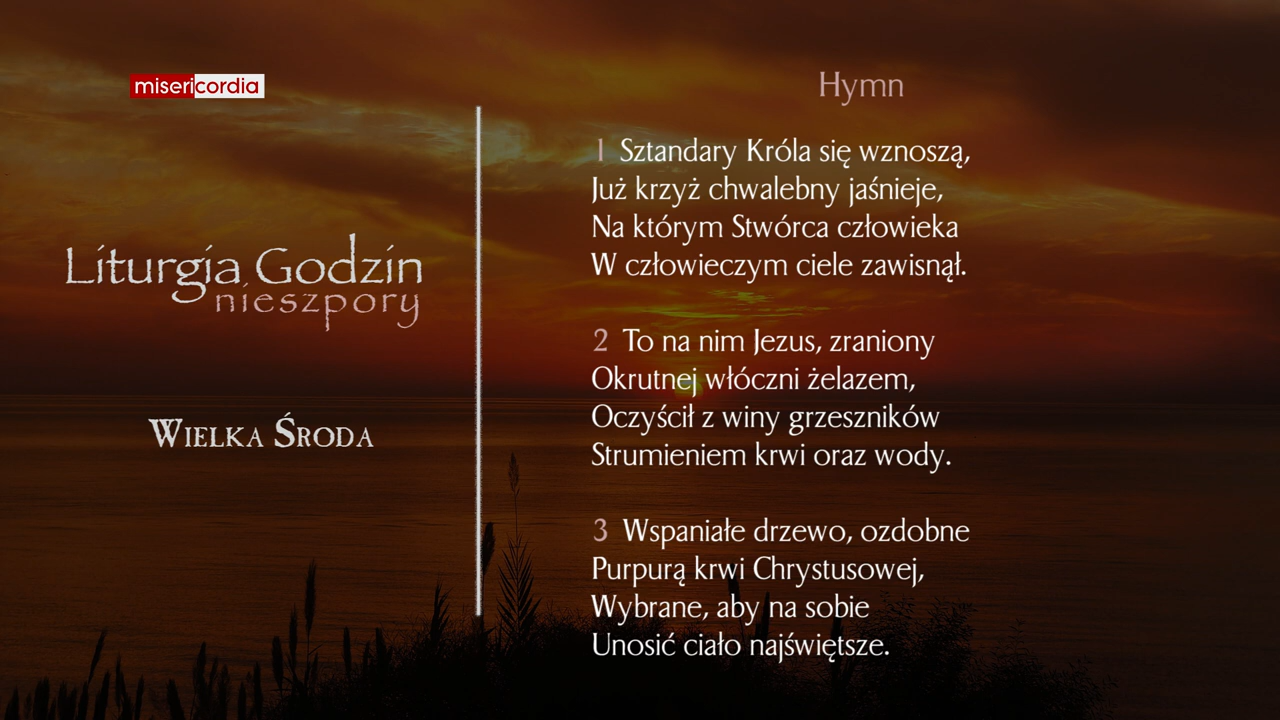 misericordia
Liturgia Godzin
nieszpory
Wielka Środa
Hymn
1 Sztandary Króla się wznoszą,
Już krzyż chwalebny jaśnieje,
Na którym Stwórca człowieka
W człowieczym ciele zawisnął.
2 To na nim Jezus, zraniony
Okrutnej włóczni żelazem,
Oczyścił z winy grzeszników
Strumieniem krwi oraz wody.
3 Wspaniałe drzewo, ozdobne
Purpurą krwi Chrystusowej,
Wybrane, aby na sobie
Unosić ciało najświętsze.